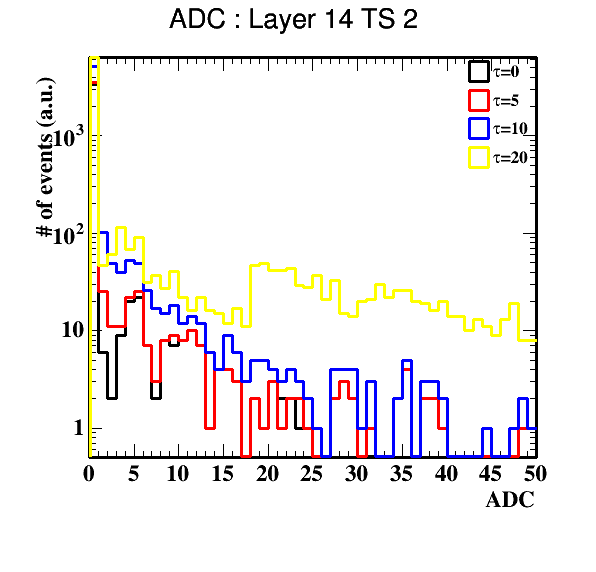 ADC : Layer 14 TS 2
# of events (a.u.)
10³
10²
10
1
τ=0
τ=5
τ=10
τ=20
0 5 10 15 20 25 30 35 40 45 50
ADC